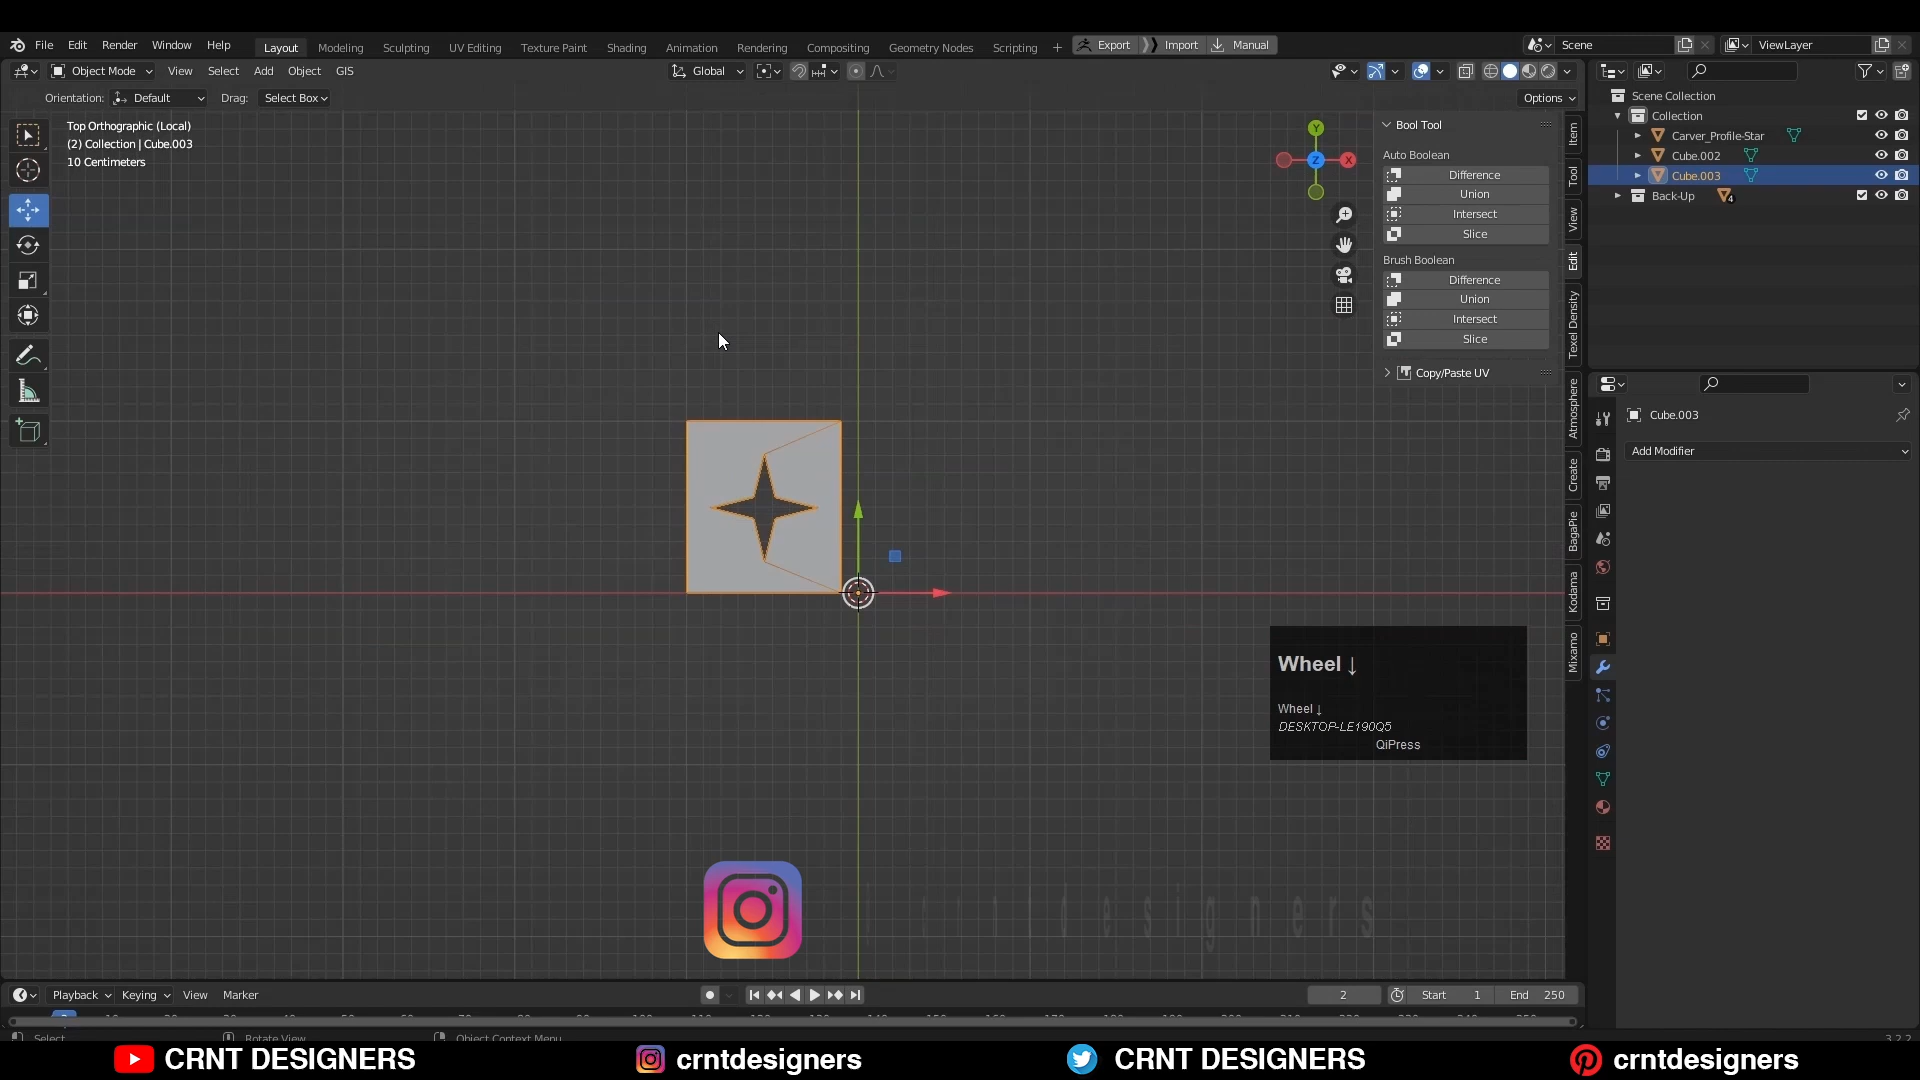 File Edit Render Window Help Layout Modeling Sculpting UV Editing Texture Paint Shading Animation Rendering Compositing Geometry Nodes Scripting + Export Import Manual Scene ViewLayer
Object Mode View Select Add Object GIS Global
Orientation: Default Drag: Select Box Options
Top Orthographic (Local)
(2) Collection | Cube.003
10 Centimeters
Y
X
Z
Bool Tool
Auto Boolean
Difference
Union
Intersect
Slice
Brush Boolean
Difference
Union
Intersect
Slice
Copy/Paste UV
Item
Tool
View
Edit
Texel Density
Atmosphere
Create
BagaPie
Kodama
Mixamo
Scene Collection
Collection
Carver_Profile-Star
Cube.002
Cube.003
Back-Up 4
Cube.003
Add Modifier
Wheel ↓
Wheel ↓
DESKTOP-LE190Q5
QiPress
Playback Keying View Marker 2 Start 1 End 250
Select Rotate View Object Context Menu 3.2.2
CRNT DESIGNERS crntdesigners CRNT DESIGNERS crntdesigners